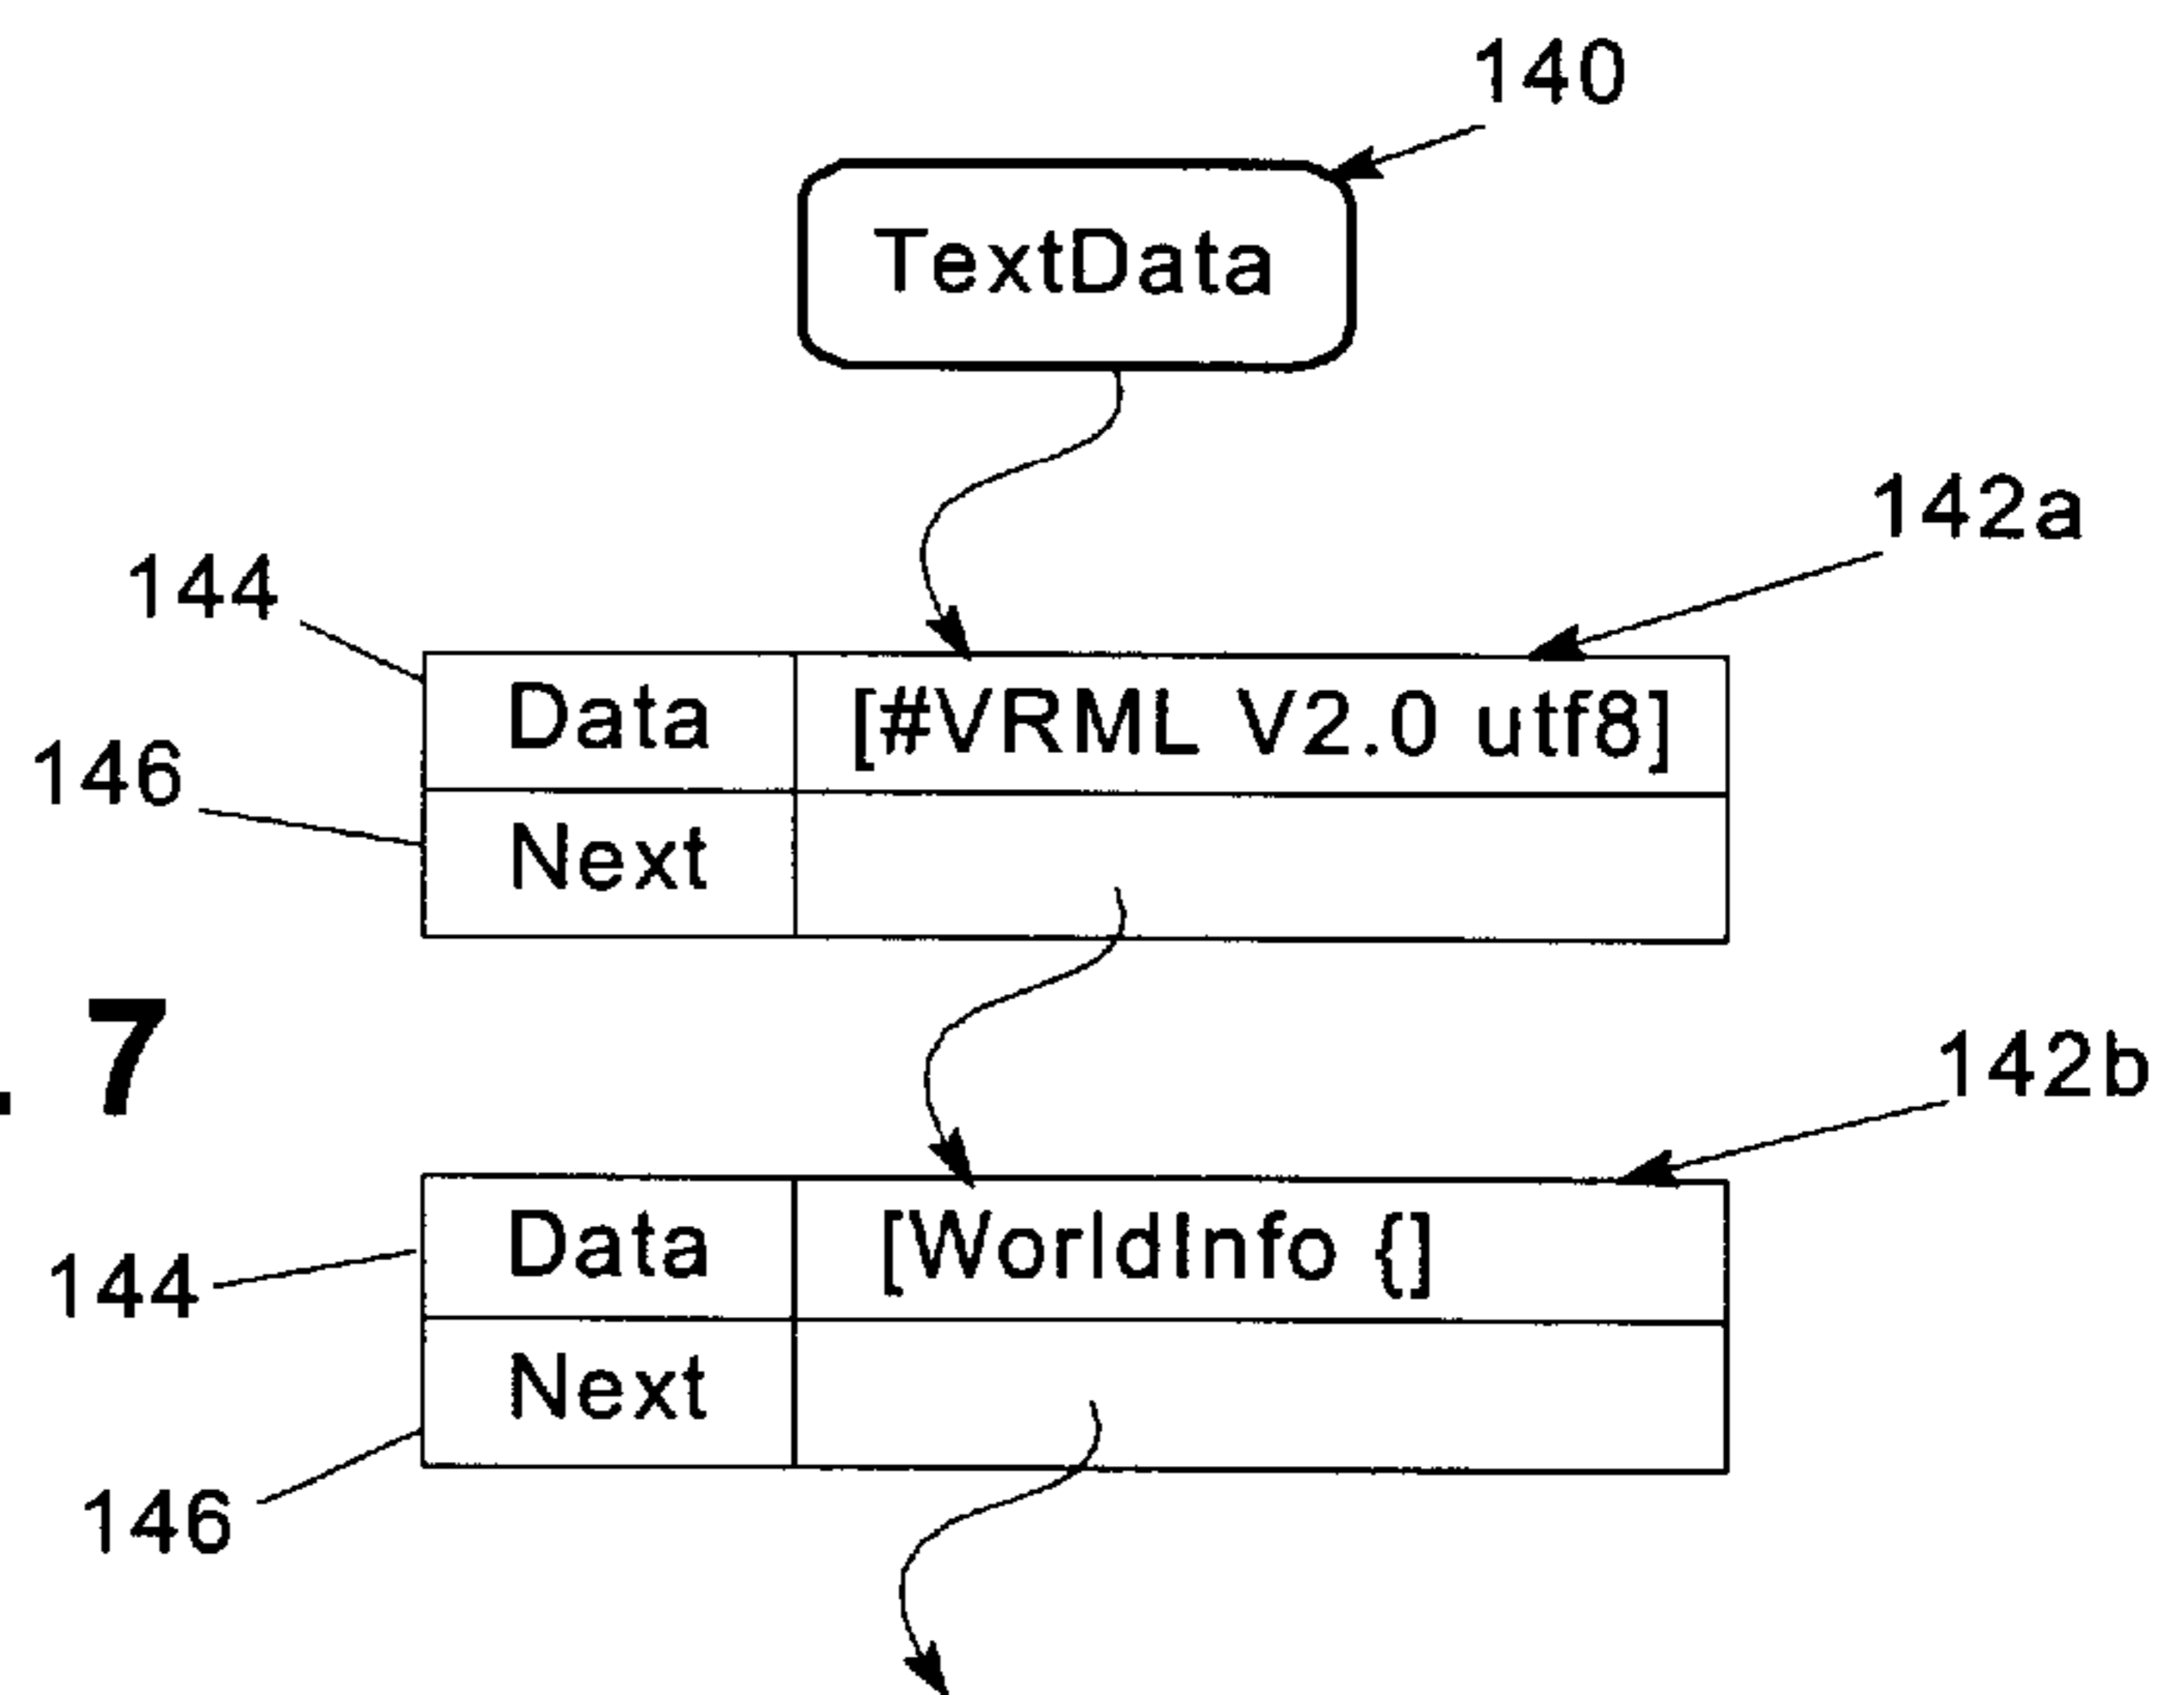 140
TextData
142a
144
Data [#VRML V2.0 utf8]
146
Next
. 7
142b
Data [WorldInfo {]
144
Next
146